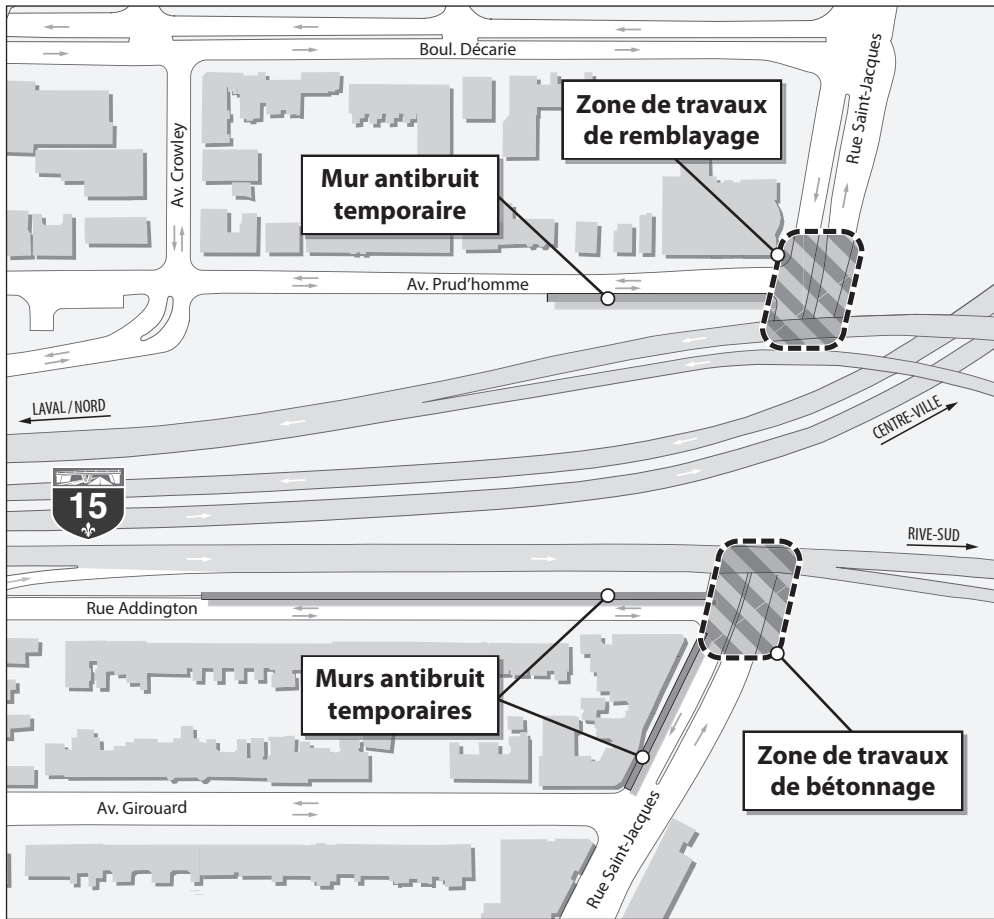 Boul. Décarie
Rue Saint-Jacques
Zone de travaux
de remblayage
Av. Crowley
Mur antibruit
temporaire
Av. Prud'homme
LAVAL / NORD
CENTRE-VILLE
15
RIVE-SUD
Rue Addington
Murs antibruit
temporaires
Zone de travaux
de bétonnage
Av. Girouard
Rue Saint-Jacques